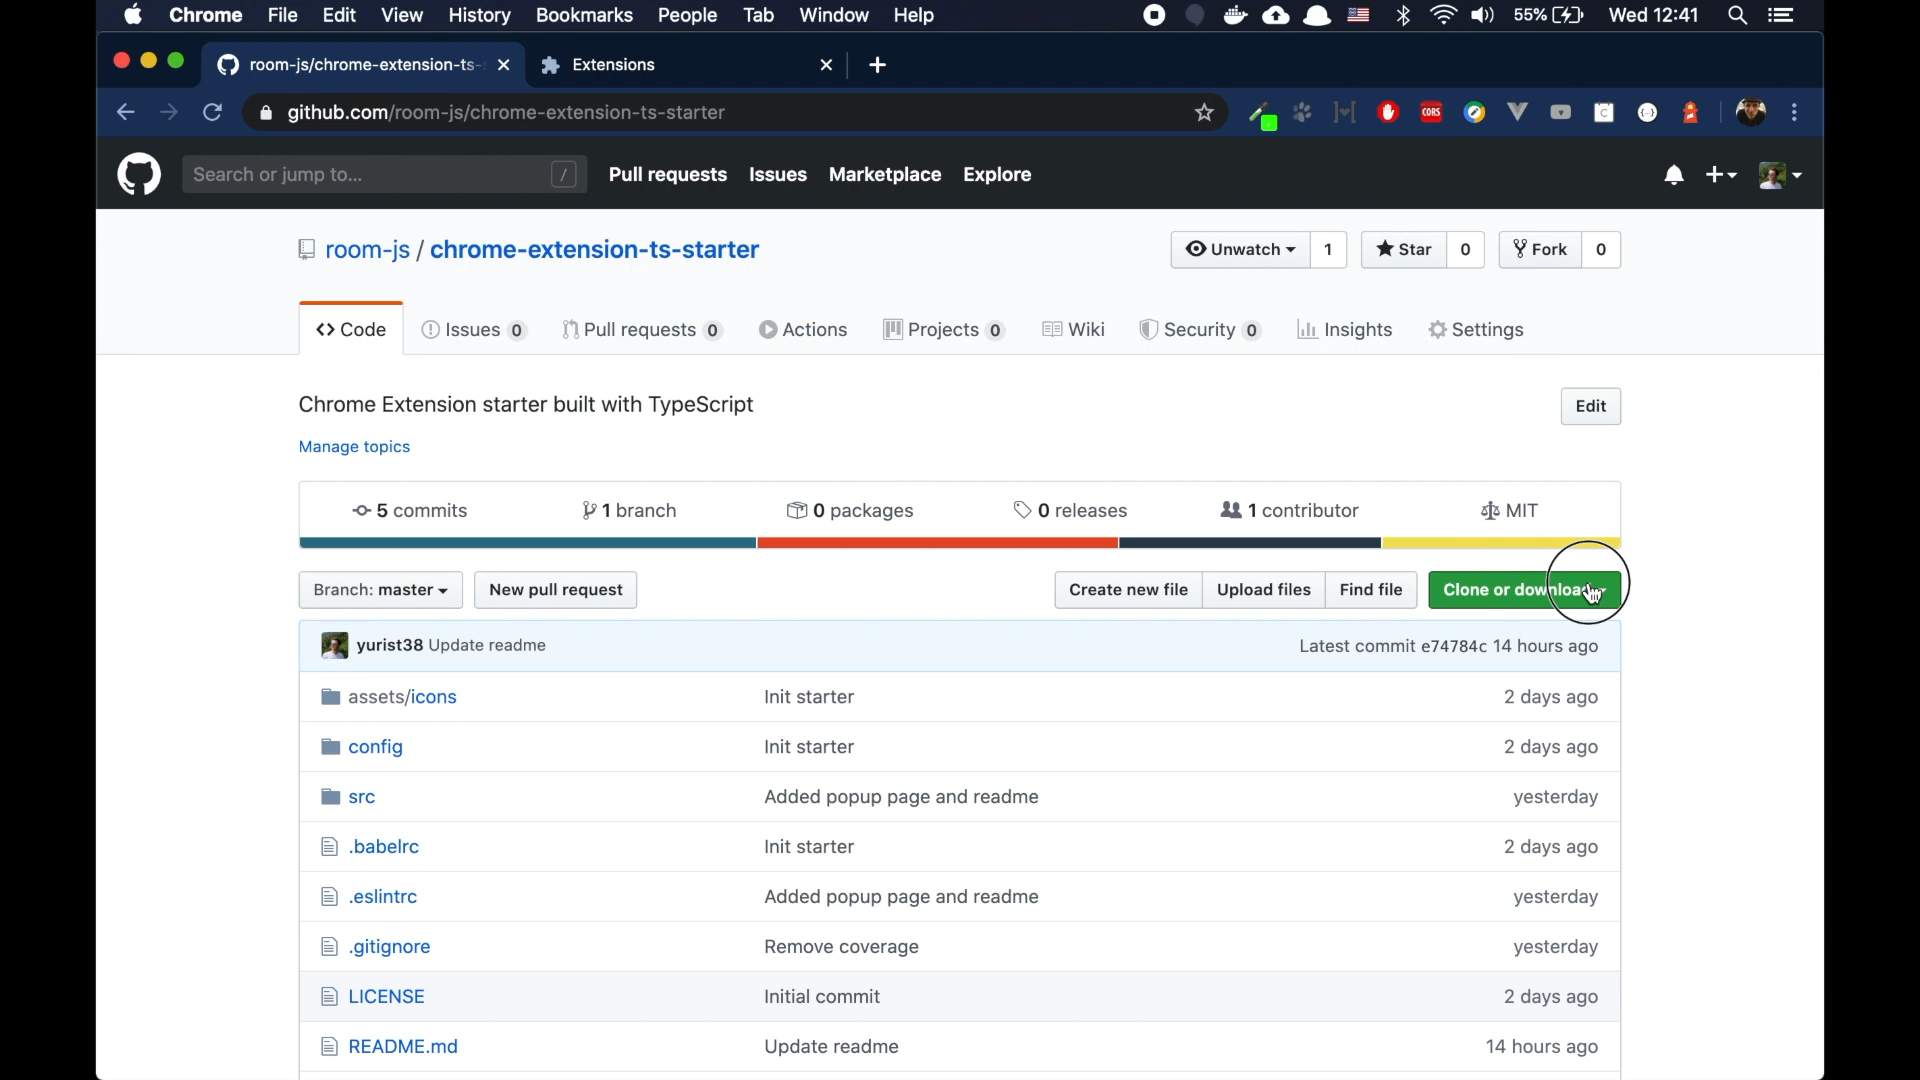 Chrome File Edit View History Bookmarks People Tab Window Help 55% Wed 12:41
room-js/chrome-extension-ts- Extensions
github.com/room-js/chrome-extension-ts-starter CORS
Search or jump to... / Pull requests Issues Marketplace Explore
room-js / chrome-extension-ts-starter Unwatch 1 Star 0 Fork 0
Code Issues 0 Pull requests 0 Actions Projects 0 Wiki Security 0 Insights Settings
Chrome Extension starter built with TypeScript Edit
Manage topics
5 commits 1 branch 0 packages 0 releases 1 contributor MIT
Branch: master New pull request Create new file Upload files Find file Clone or download
yurist38 Update readme Latest commit e74784c 14 hours ago
assets/icons Init starter 2 days ago
config Init starter 2 days ago
src Added popup page and readme yesterday
.babelrc Init starter 2 days ago
.eslintrc Added popup page and readme yesterday
.gitignore Remove coverage yesterday
LICENSE Initial commit 2 days ago
README.md Update readme 14 hours ago